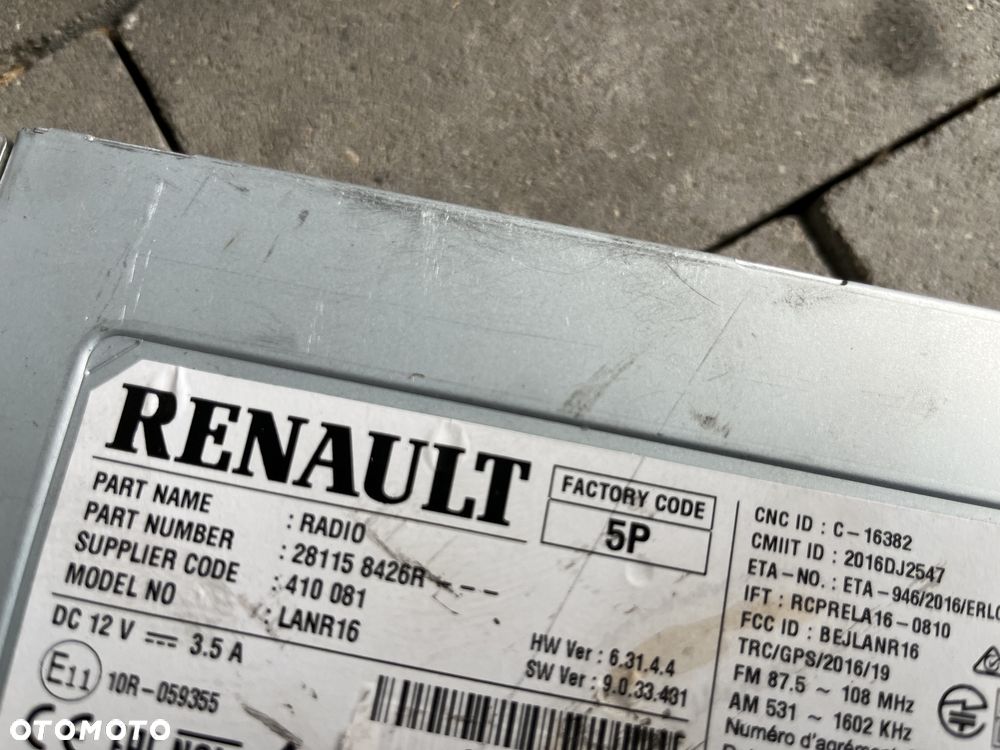 RENAULT
FACTORY CODE
5P
PART NAME : RADIO
PART NUMBER : 28115 8426R - - -
SUPPLIER CODE : 410 081
MODEL NO : LANR16
DC 12 V 3.5 A
HW Ver : 6.31.4.4
SW Ver : 9.0.33.431
E11 10R-059355
CNC ID : C-16382
CMIIT ID : 2016DJ2547
ETA-NO. : ETA-946/2016/ERLO
IFT : RCPRELA16-0810
FCC ID : BEJLANR16
TRC/GPS/2016/19
FM 87.5 ~ 108 MHz
AM 531 ~ 1602 KHz
Numéro d'agrément
OTOMOTO